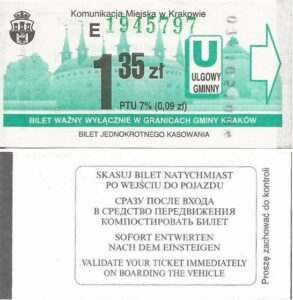 Komunikacja Miejska w Krakowie
E 1945797
1 35 zł
U
ULGOWY
GMINNY
PTU 7% (0,09 zł)
BILET WAŻNY WYŁĄCZNIE W GRANICACH GMINY KRAKÓW
BILET JEDNOKROTNEGO KASOWANIA
SKASUJ BILET NATYCHMIAST
PO WEJŚCIU DO POJAZDU
СРАЗУ ПОСЛЕ ВХОДА
В СРЕДСТВО ПЕРЕДВИЖЕНИЯ
КОМПОСТИРОВАТЬ БИЛЕТ
SOFORT ENTWERTEN
NACH DEM EINSTEIGEN
VALIDATE YOUR TICKET IMMEDIATELY
ON BOARDING THE VEHICLE
Proszę zachować do kontroli